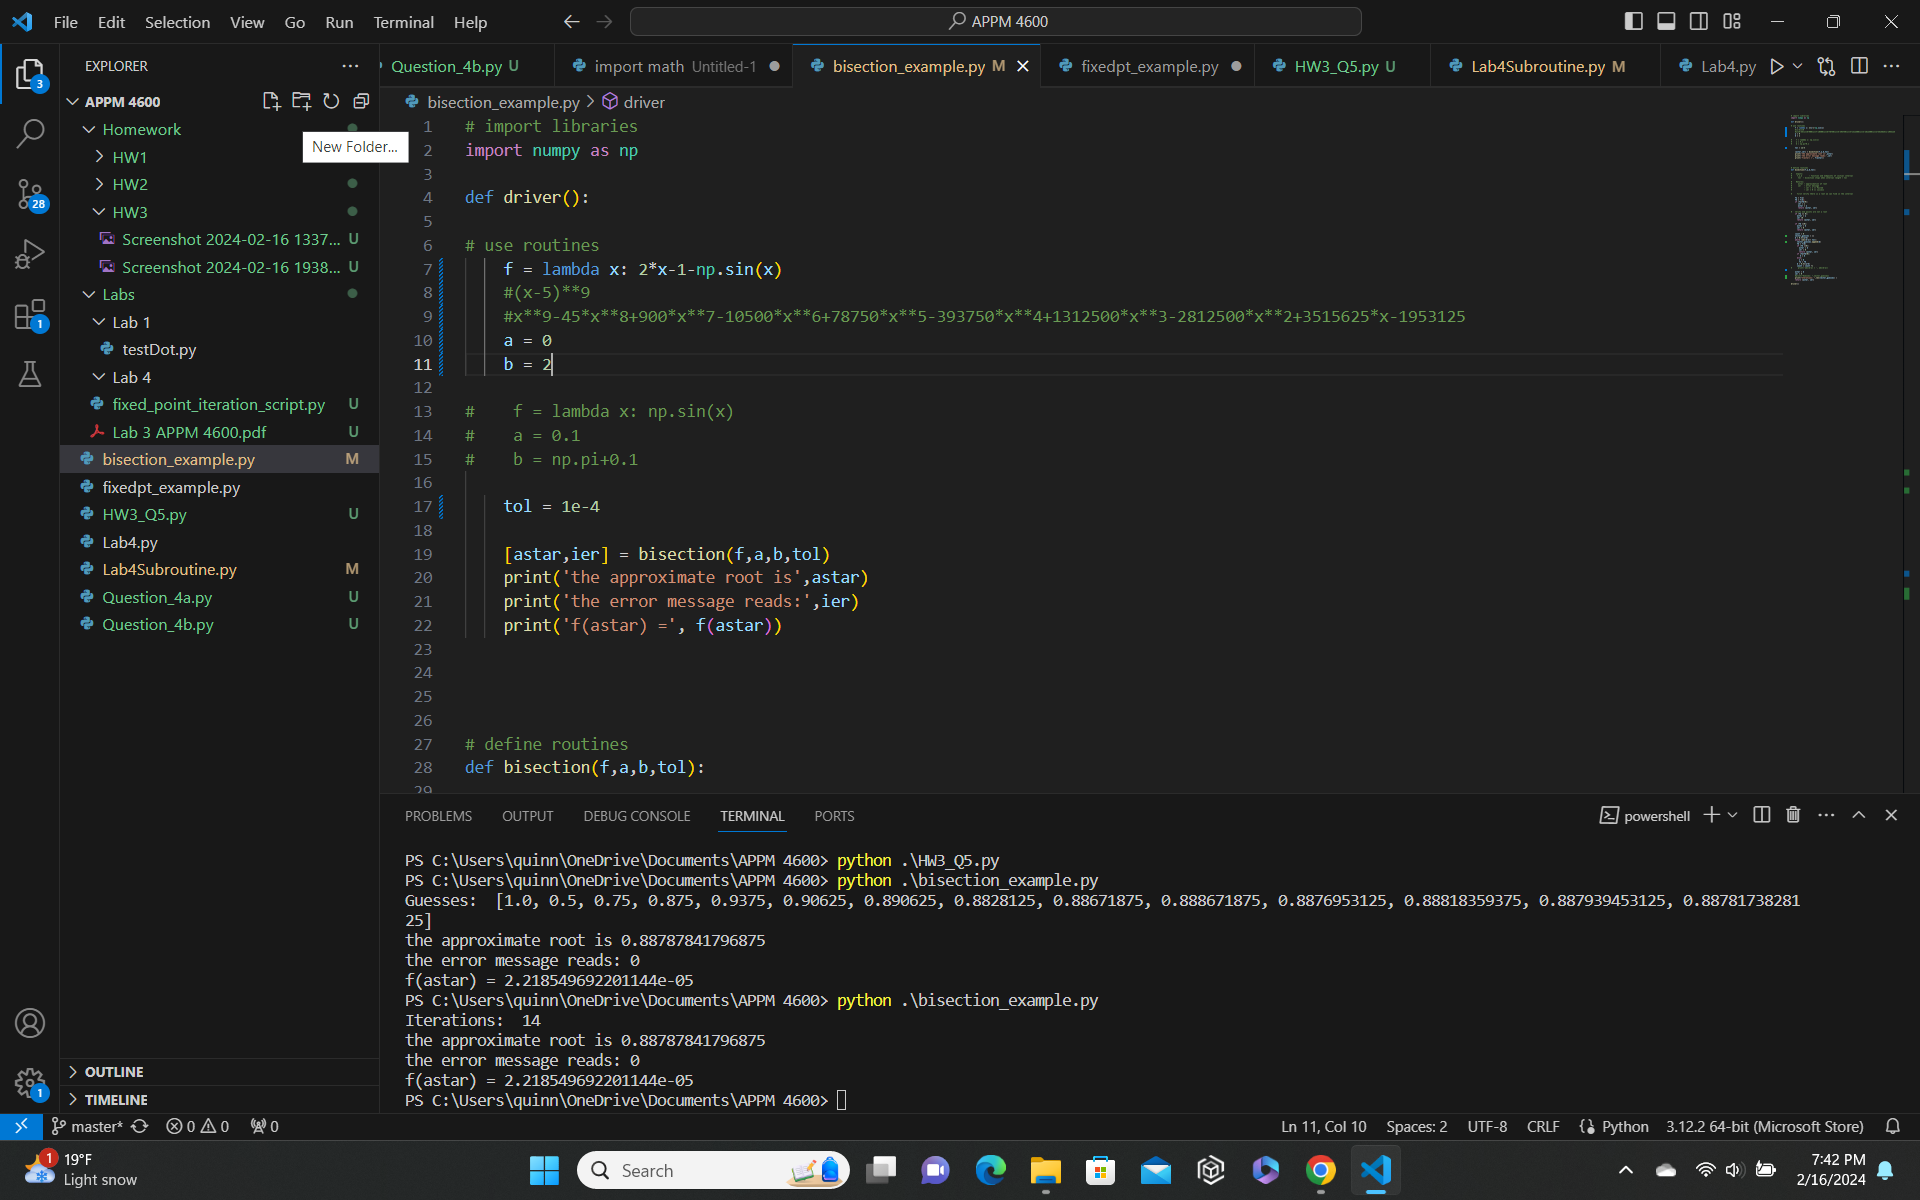 File Edit Selection View Go Run Terminal Help
APPM 4600
EXPLORER
Question_4b.py U
import math Untitled-1
bisection_example.py M
fixedpt_example.py
HW3_Q5.py U
Lab4Subroutine.py M
Lab4.py
APPM 4600
Homework
New Folder...
HW1
HW2
HW3
Screenshot 2024-02-16 1337... U
Screenshot 2024-02-16 1938... U
Labs
Lab 1
testDot.py
Lab 4
fixed_point_iteration_script.py U
Lab 3 APPM 4600.pdf U
bisection_example.py M
fixedpt_example.py
HW3_Q5.py U
Lab4.py
Lab4Subroutine.py M
Question_4a.py U
Question_4b.py U
OUTLINE
TIMELINE
3
28
1
1
bisection_example.py > driver
1 # import libraries
2 import numpy as np
3
4 def driver():
5
6 # use routines
7 f = lambda x: 2*x-1-np.sin(x)
8 #(x-5)**9
9 #x**9-45*x**8+900*x**7-10500*x**6+78750*x**5-393750*x**4+1312500*x**3-2812500*x**2+3515625*x-1953125
10 a = 0
11 b = 2
12
13 # f = lambda x: np.sin(x)
14 # a = 0.1
15 # b = np.pi+0.1
16
17 tol = 1e-4
18
19 [astar,ier] = bisection(f,a,b,tol)
20 print('the approximate root is',astar)
21 print('the error message reads:',ier)
22 print('f(astar) =', f(astar))
23
24
25
26
27 # define routines
28 def bisection(f,a,b,tol):
29
PROBLEMS OUTPUT DEBUG CONSOLE TERMINAL PORTS
powershell
PS C:\Users\quinn\OneDrive\Documents\APPM 4600> python .\HW3_Q5.py
PS C:\Users\quinn\OneDrive\Documents\APPM 4600> python .\bisection_example.py
Guesses:  [1.0, 0.5, 0.75, 0.875, 0.9375, 0.90625, 0.890625, 0.8828125, 0.88671875, 0.888671875, 0.8876953125, 0.88818359375, 0.887939453125, 0.88781738281
25]
the approximate root is 0.88787841796875
the error message reads: 0
f(astar) = 2.218549692201144e-05
PS C:\Users\quinn\OneDrive\Documents\APPM 4600> python .\bisection_example.py
Iterations:  14
the approximate root is 0.88787841796875
the error message reads: 0
f(astar) = 2.218549692201144e-05
PS C:\Users\quinn\OneDrive\Documents\APPM 4600>
master* 0 0 0
Ln 11, Col 10 Spaces: 2 UTF-8 CRLF Python 3.12.2 64-bit (Microsoft Store)
1
19°F
Light snow
Search
7:42 PM
2/16/2024